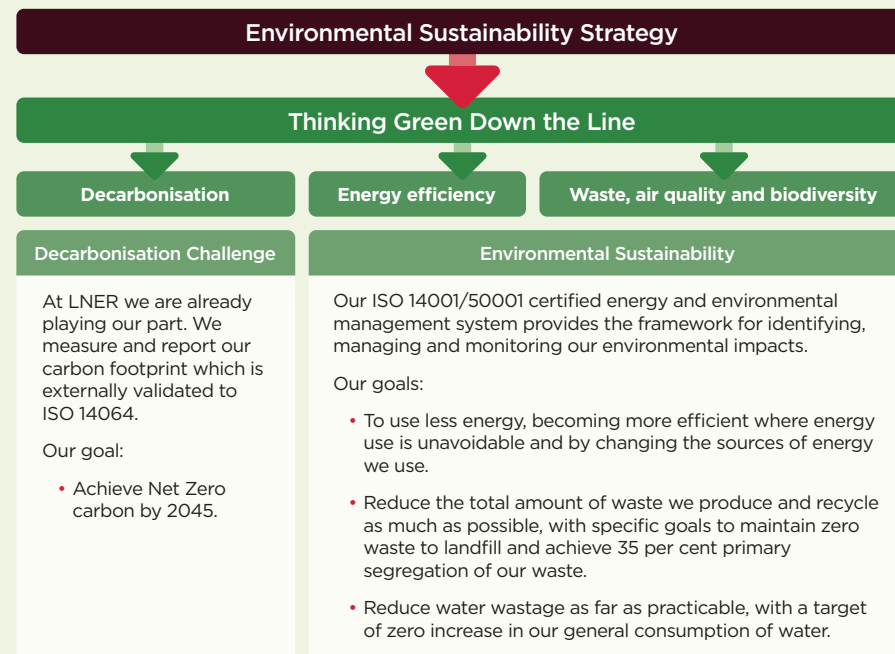 Environmental Sustainability Strategy
Thinking Green Down the Line
Decarbonisation
Energy efficiency
Waste, air quality and biodiversity
Decarbonisation Challenge
At LNER we are already
playing our part. We
measure and report our
carbon footprint which is
externally validated to
ISO 14064.
Our goal:
• Achieve Net Zero
carbon by 2045.
Environmental Sustainability
Our ISO 14001/50001 certified energy and environmental
management system provides the framework for identifying,
managing and monitoring our environmental impacts.
Our goals:
• To use less energy, becoming more efficient where energy
use is unavoidable and by changing the sources of energy
we use.
• Reduce the total amount of waste we produce and recycle
as much as possible, with specific goals to maintain zero
waste to landfill and achieve 35 per cent primary
segregation of our waste.
• Reduce water wastage as far as practicable, with a target
of zero increase in our general consumption of water.